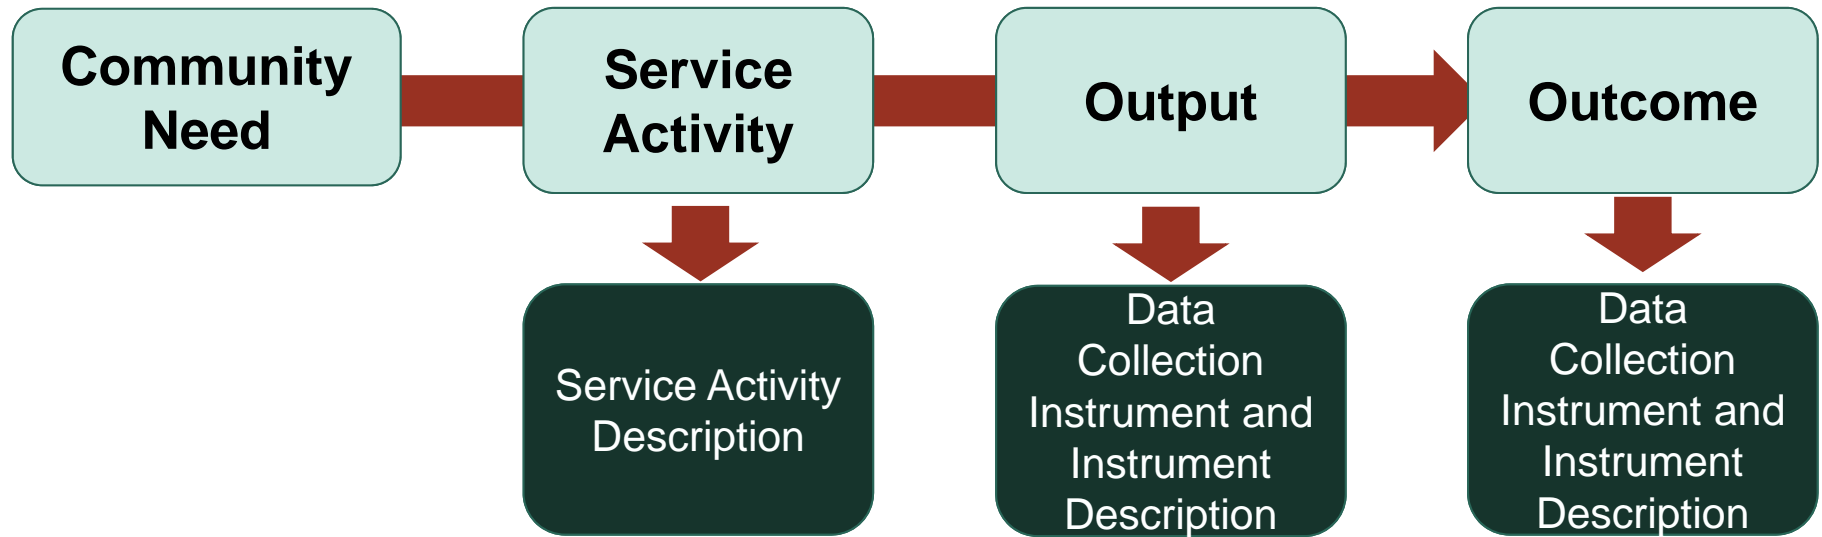 Community
Need
Service
Activity
Output
Outcome
Service Activity
Description
Data
Collection
Instrument and
Instrument
Description
Data
Collection
Instrument and
Instrument
Description